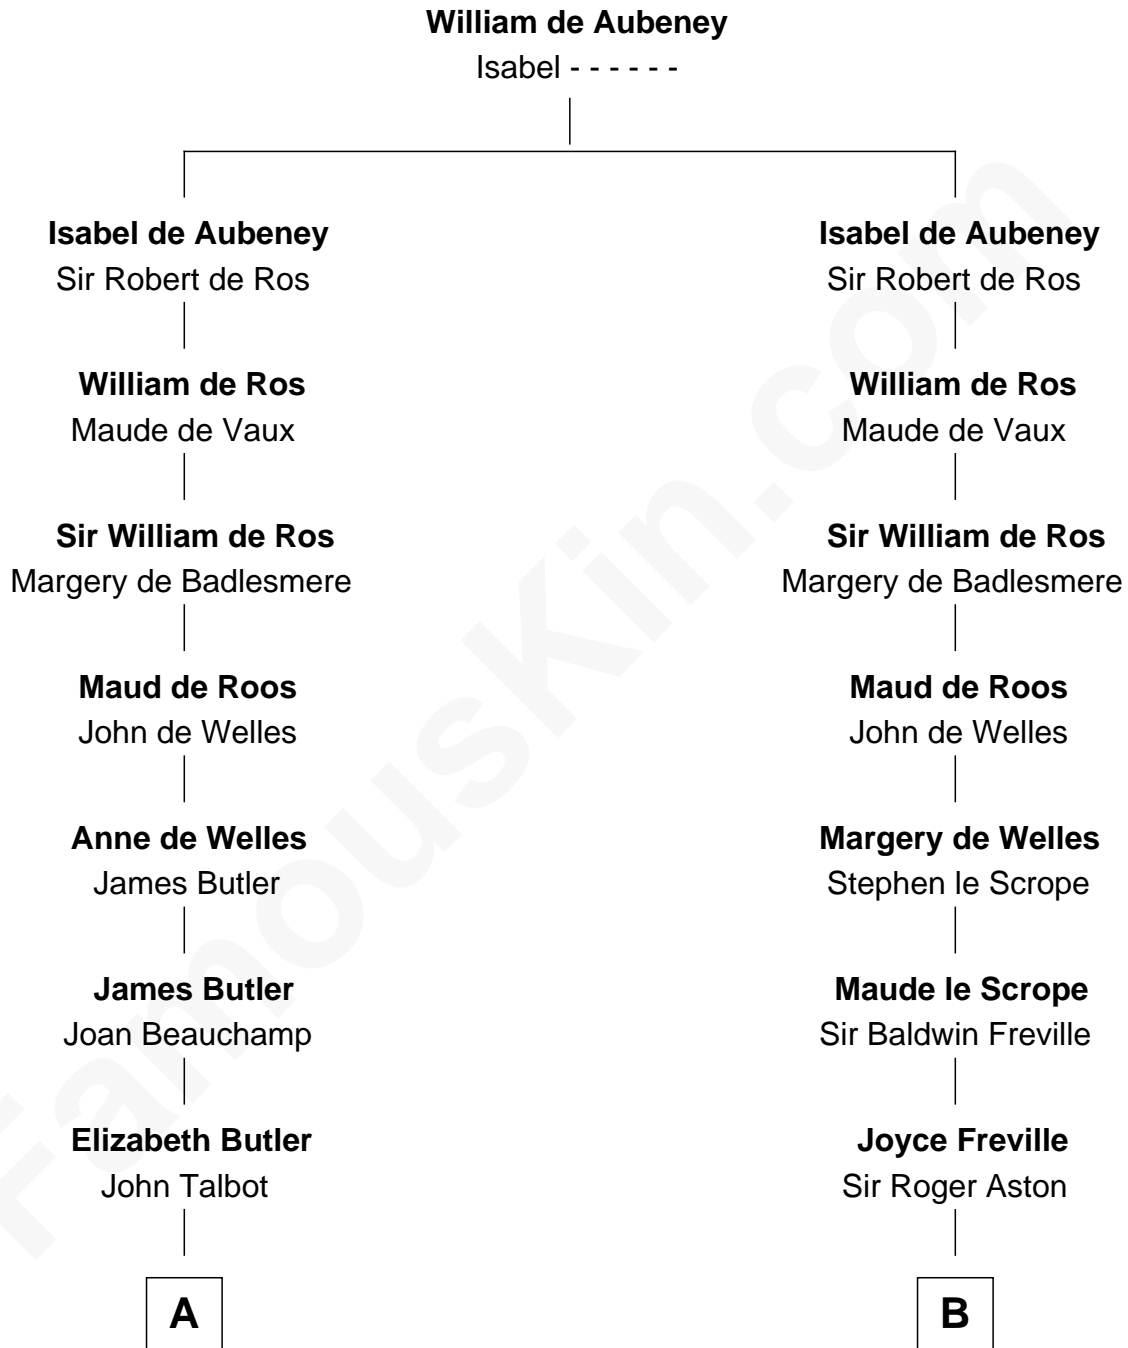 William de Aubeney
Isabel - - - - - -
Isabel de Aubeney
Sir Robert de Ros
William de Ros
Maude de Vaux
Sir William de Ros
Margery de Badlesmere
Maud de Roos
John de Welles
Anne de Welles
James Butler
James Butler
Joan Beauchamp
Elizabeth Butler
John Talbot
A
Isabel de Aubeney
Sir Robert de Ros
William de Ros
Maude de Vaux
Sir William de Ros
Margery de Badlesmere
Maud de Roos
John de Welles
Margery de Welles
Stephen le Scrope
Maude le Scrope
Sir Baldwin Freville
Joyce Freville
Sir Roger Aston
B
FamousKin.com